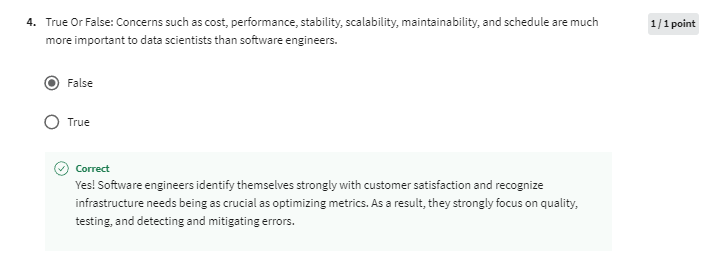 4. True Or False: Concerns such as cost, performance, stability, scalability, maintainability, and schedule are much
1 / 1 point
more important to data scientists than software engineers.
False
True
Correct
Yes! Software engineers identify themselves strongly with customer satisfaction and recognize
infrastructure needs being as crucial as optimizing metrics. As a result, they strongly focus on quality,
testing, and detecting and mitigating errors.